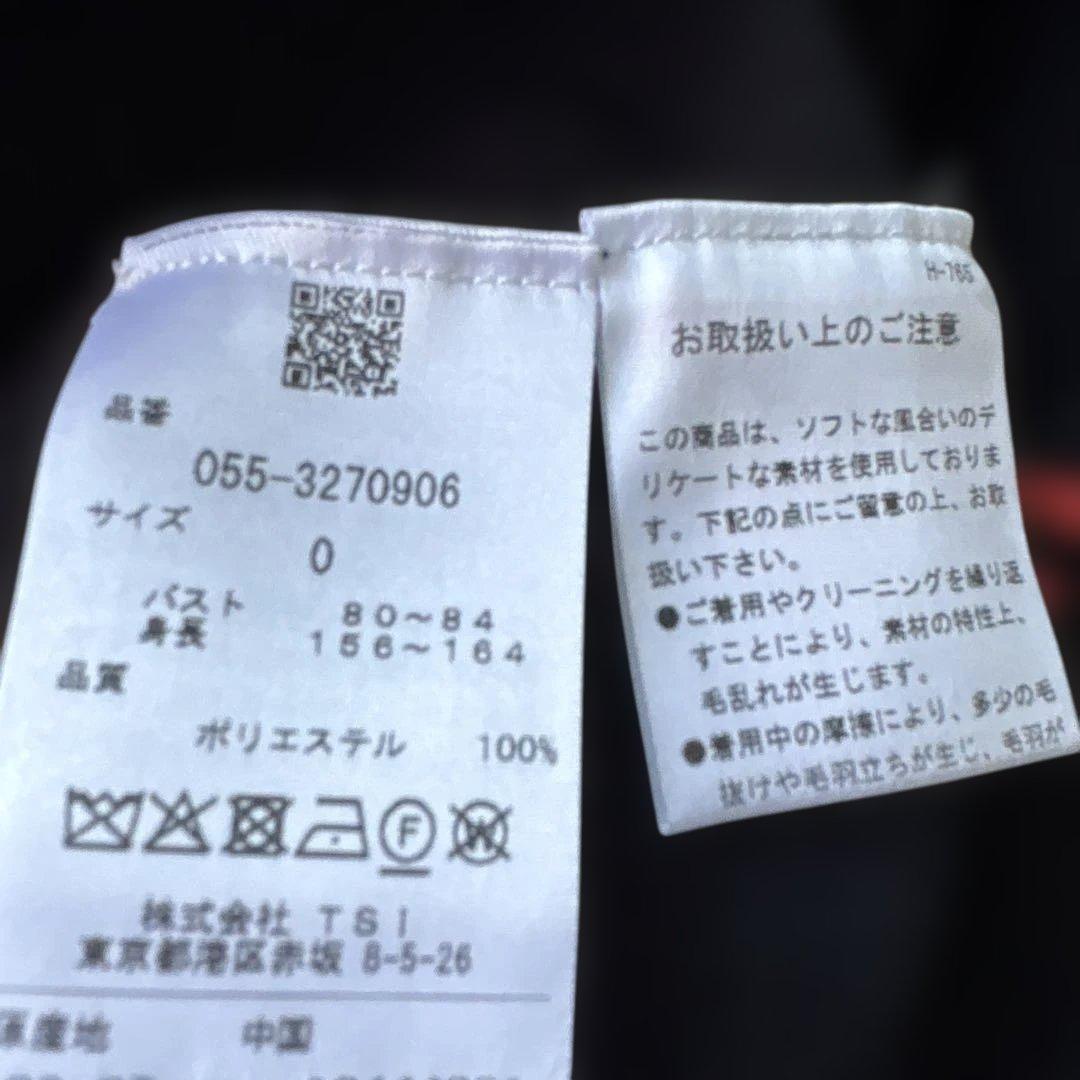 品番
055-3270906
サイズ
0
バスト 80~84
身長 156~164
品質
ポリエステル 100%
F
W
株式会社 TSI
東京都港区赤坂 8-5-26
原産地 中国
H-765
お取扱い上のご注意
この商品は、ソフトな風合いのデ
リケートな素材を使用しておりま
す。下記の点にご留意の上、お取
扱い下さい。
●ご着用やクリーニングを繰り返
すことにより、素材の特性上、
毛乱れが生じます。
●着用中の摩擦により、多少の毛
抜けや毛羽立ちが生じ、毛羽が